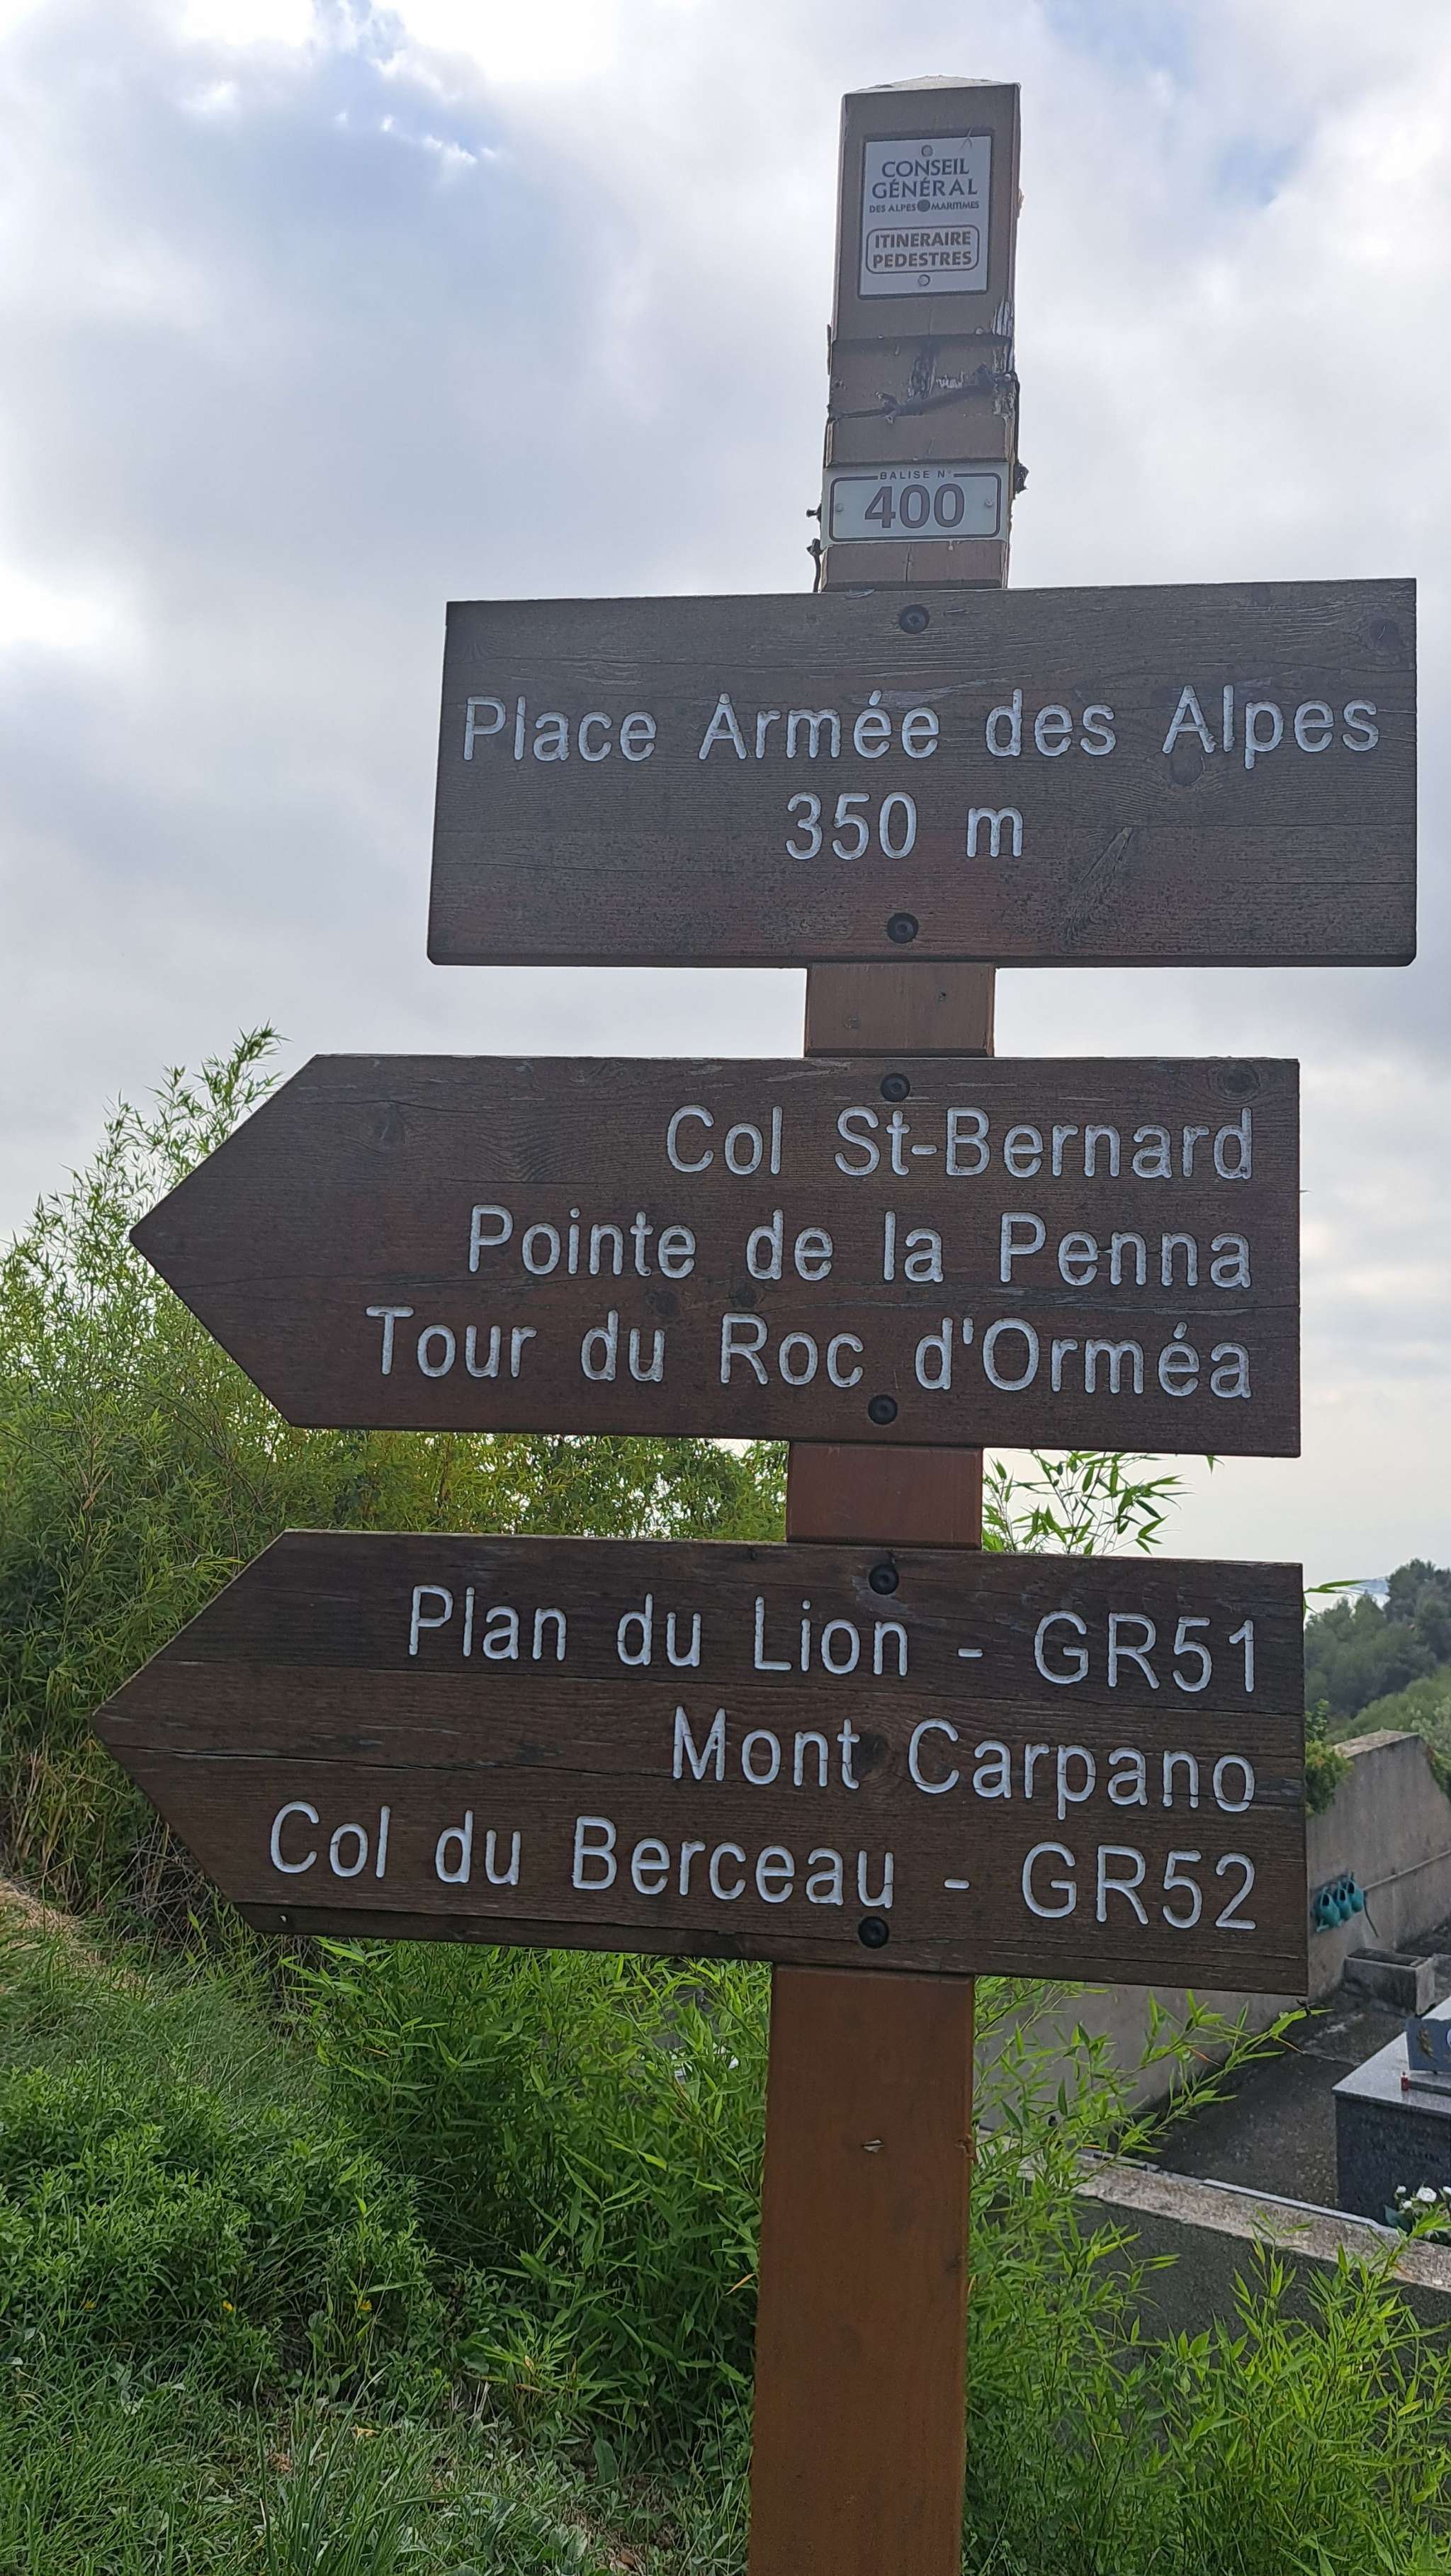 CONSEIL
GÉNÉRAL
DES ALPES MARITIMES
ITINERAIRE
PEDESTRES
BALISE N°
400
Place Armée des Alpes
350 m
Col St-Bernard
Pointe de la Penna
Tour du Roc d'Orméa
Plan du Lion - GR51
Mont Carpano
Col du Berceau - GR52